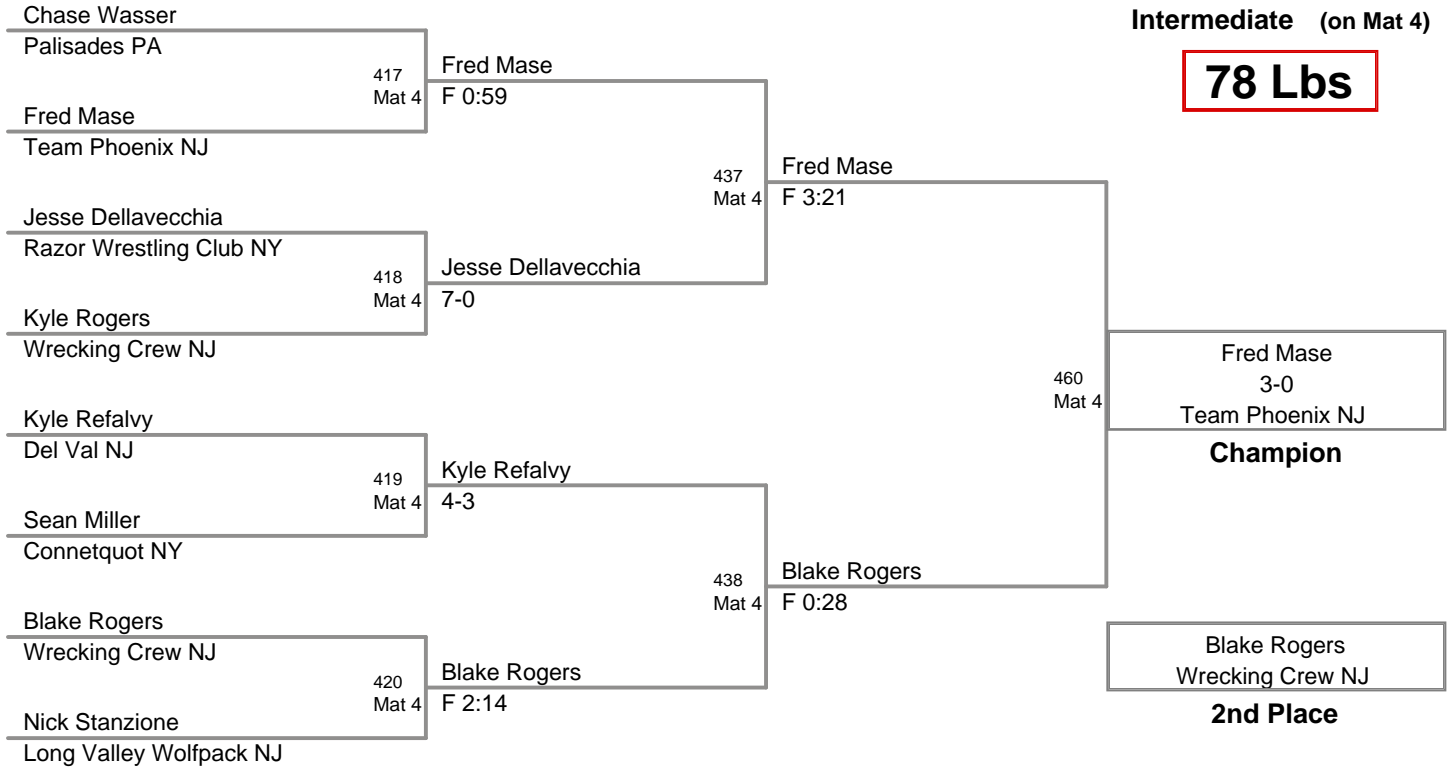 Chase Wasser
Palisades PA
417
Mat 4
Fred Mase
F 0:59
Fred Mase
Team Phoenix NJ
437
Mat 4
Fred Mase
F 3:21
Jesse Dellavecchia
Razor Wrestling Club NY
418
Mat 4
Jesse Dellavecchia
7-0
Kyle Rogers
Wrecking Crew NJ
460
Mat 4
Kyle Refalvy
Del Val NJ
419
Mat 4
Kyle Refalvy
4-3
Sean Miller
Connetquot NY
438
Mat 4
Blake Rogers
F 0:28
Blake Rogers
Wrecking Crew NJ
420
Mat 4
Blake Rogers
F 2:14
Nick Stanzione
Long Valley Wolfpack NJ
Intermediate (on Mat 4)
78 Lbs
Fred Mase
3-0
Team Phoenix NJ
Champion
Blake Rogers
Wrecking Crew NJ
2nd Place